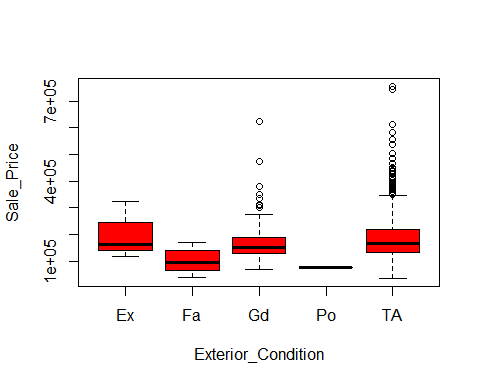 Sale_Price
7e+05
4e+05
1e+05
Ex Fa Gd Po TA
Exterior_Condition